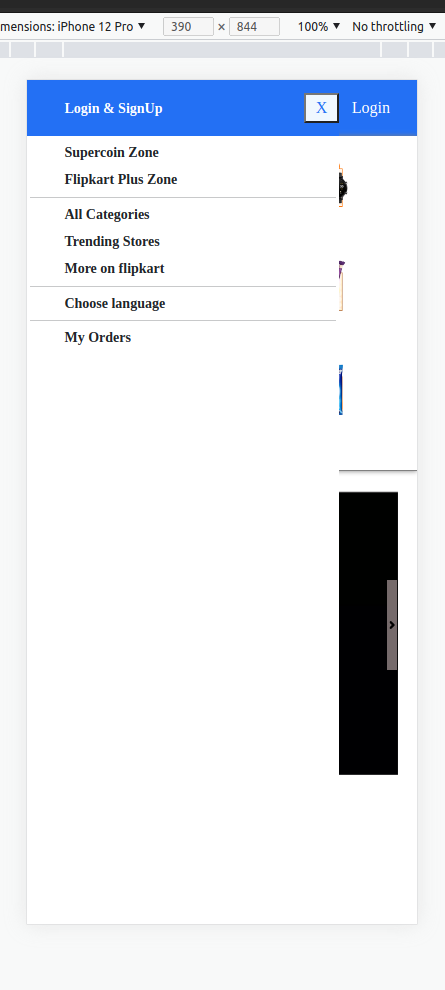 mensions: iPhone 12 Pro ▼ 390 × 844 100% ▼ No throttling ▼
Login & SignUp X Login
Supercoin Zone
Flipkart Plus Zone
All Categories
Trending Stores
More on flipkart
Choose language
My Orders